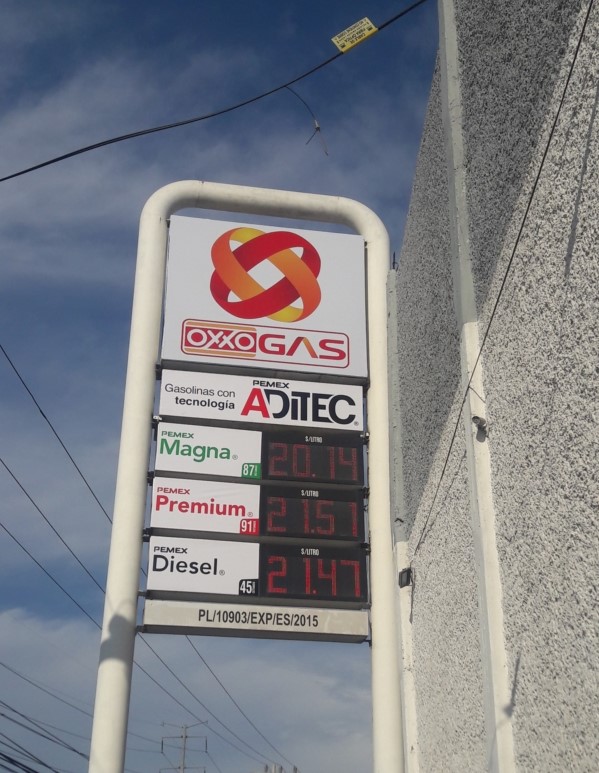 OXXO GAS
Gasolinas con
tecnología
PEMEX
ADITEC
PEMEX
Magna
87
$/LITRO
20.14
PEMEX
Premium
91
$/LITRO
21.57
PEMEX
Diesel
45
$/LITRO
21.47
PL/10903/EXP/ES/2015